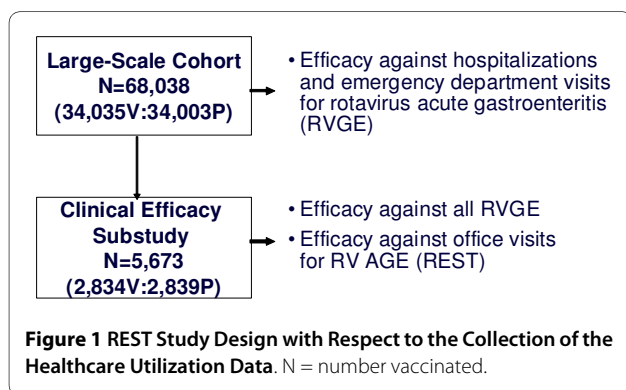 Large-Scale Cohort
N=68,038
(34,035V:34,003P)
• Efficacy against hospitalizations
and emergency department visits
for rotavirus acute gastroenteritis
(RVGE)
Clinical Efficacy
Substudy
N=5,673
(2,834V:2,839P)
• Efficacy against all RVGE
• Efficacy against office visits
for RV AGE (REST)
Figure 1 REST Study Design with Respect to the Collection of the
Healthcare Utilization Data. N = number vaccinated.